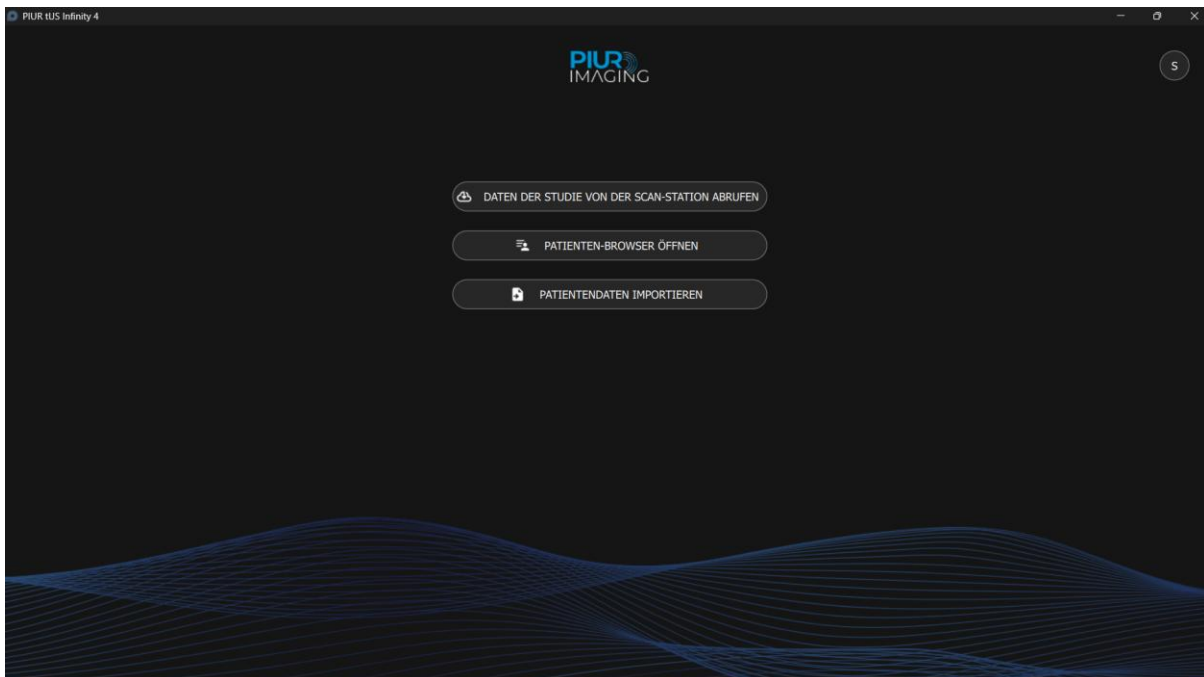 PIUR tUS Infinity 4
PIUR
IMAGING
S
DATEN DER STUDIE VON DER SCAN-STATION ABRUFEN
PATIENTEN-BROWSER ÖFFNEN
PATIENTENDATEN IMPORTIEREN